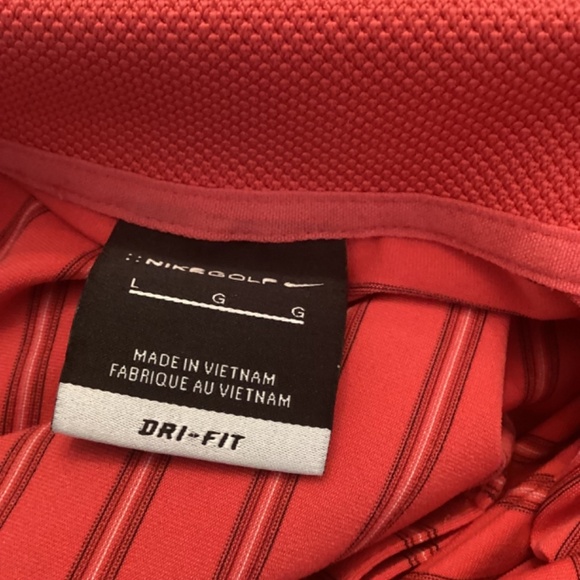 NIKEGOLF
L G G
MADE IN VIETNAM
FABRIQUE AU VIETNAM
DRI-FIT